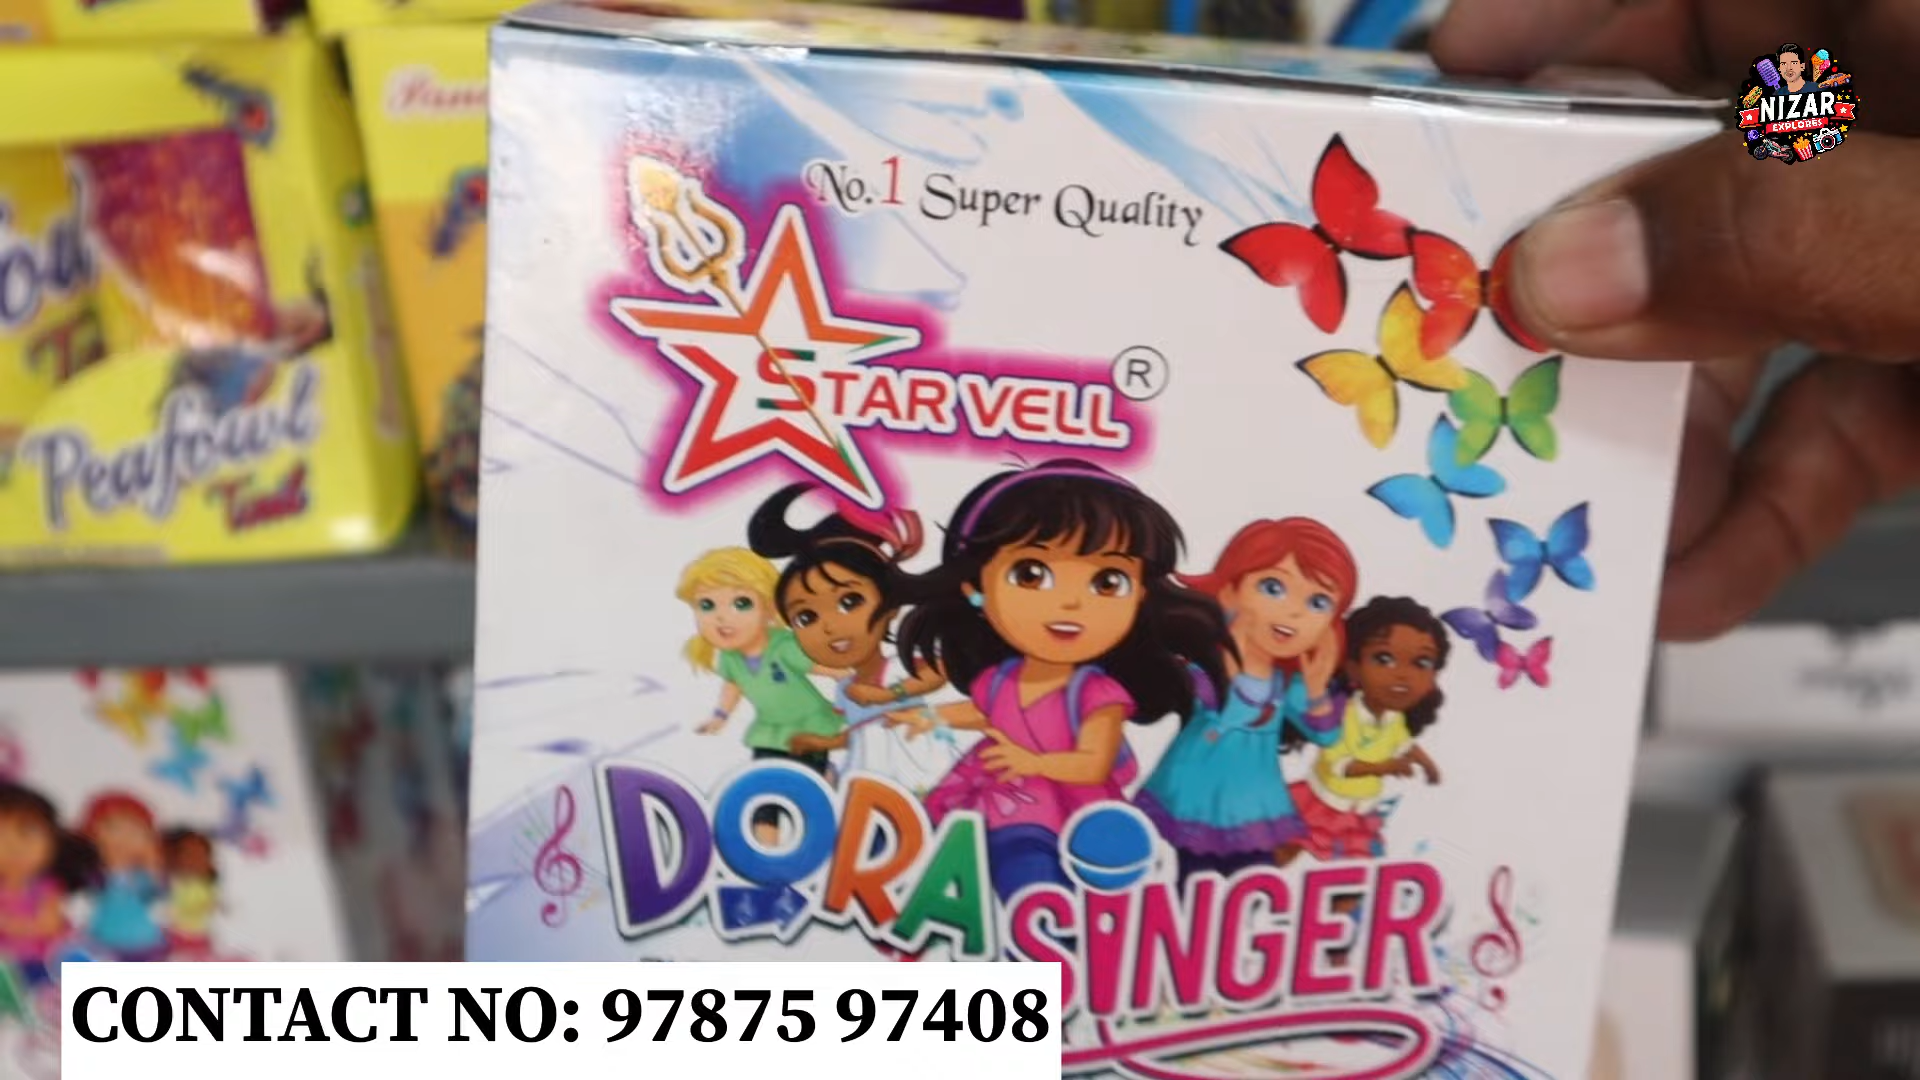 NIZAR
EXPLORES
No.1 Super Quality
STAR VELL®
Peafowl
DORA
SINGER
CONTACT NO: 97875 97408